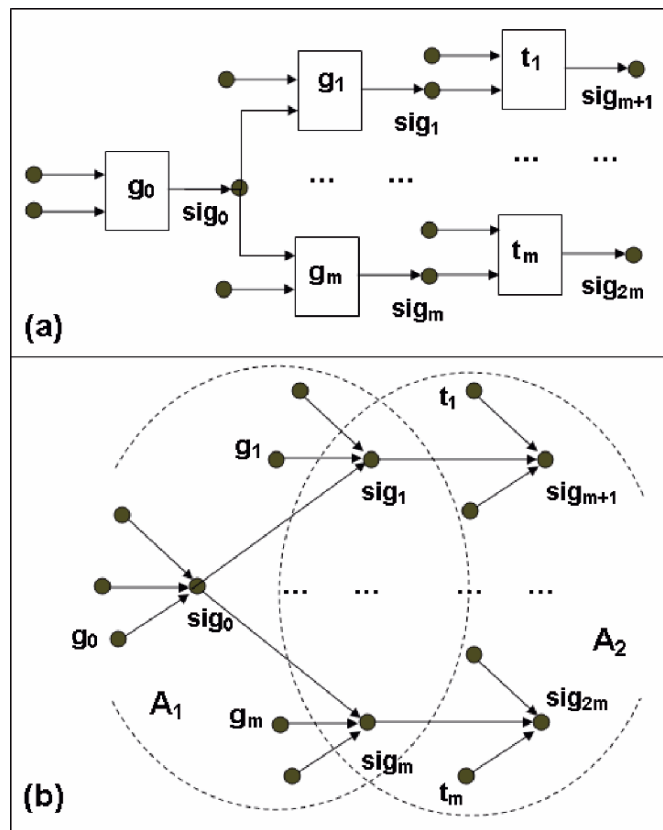 g1
t1
sig1
sigm+1
... ... ... ...
g0
sig0
gm
tm
sigm
sig2m
(a)
t1
g1
sig1
sigm+1
sig0
... ... ... ...
g0
A1
A2
gm
sig2m
sigm
tm
(b)